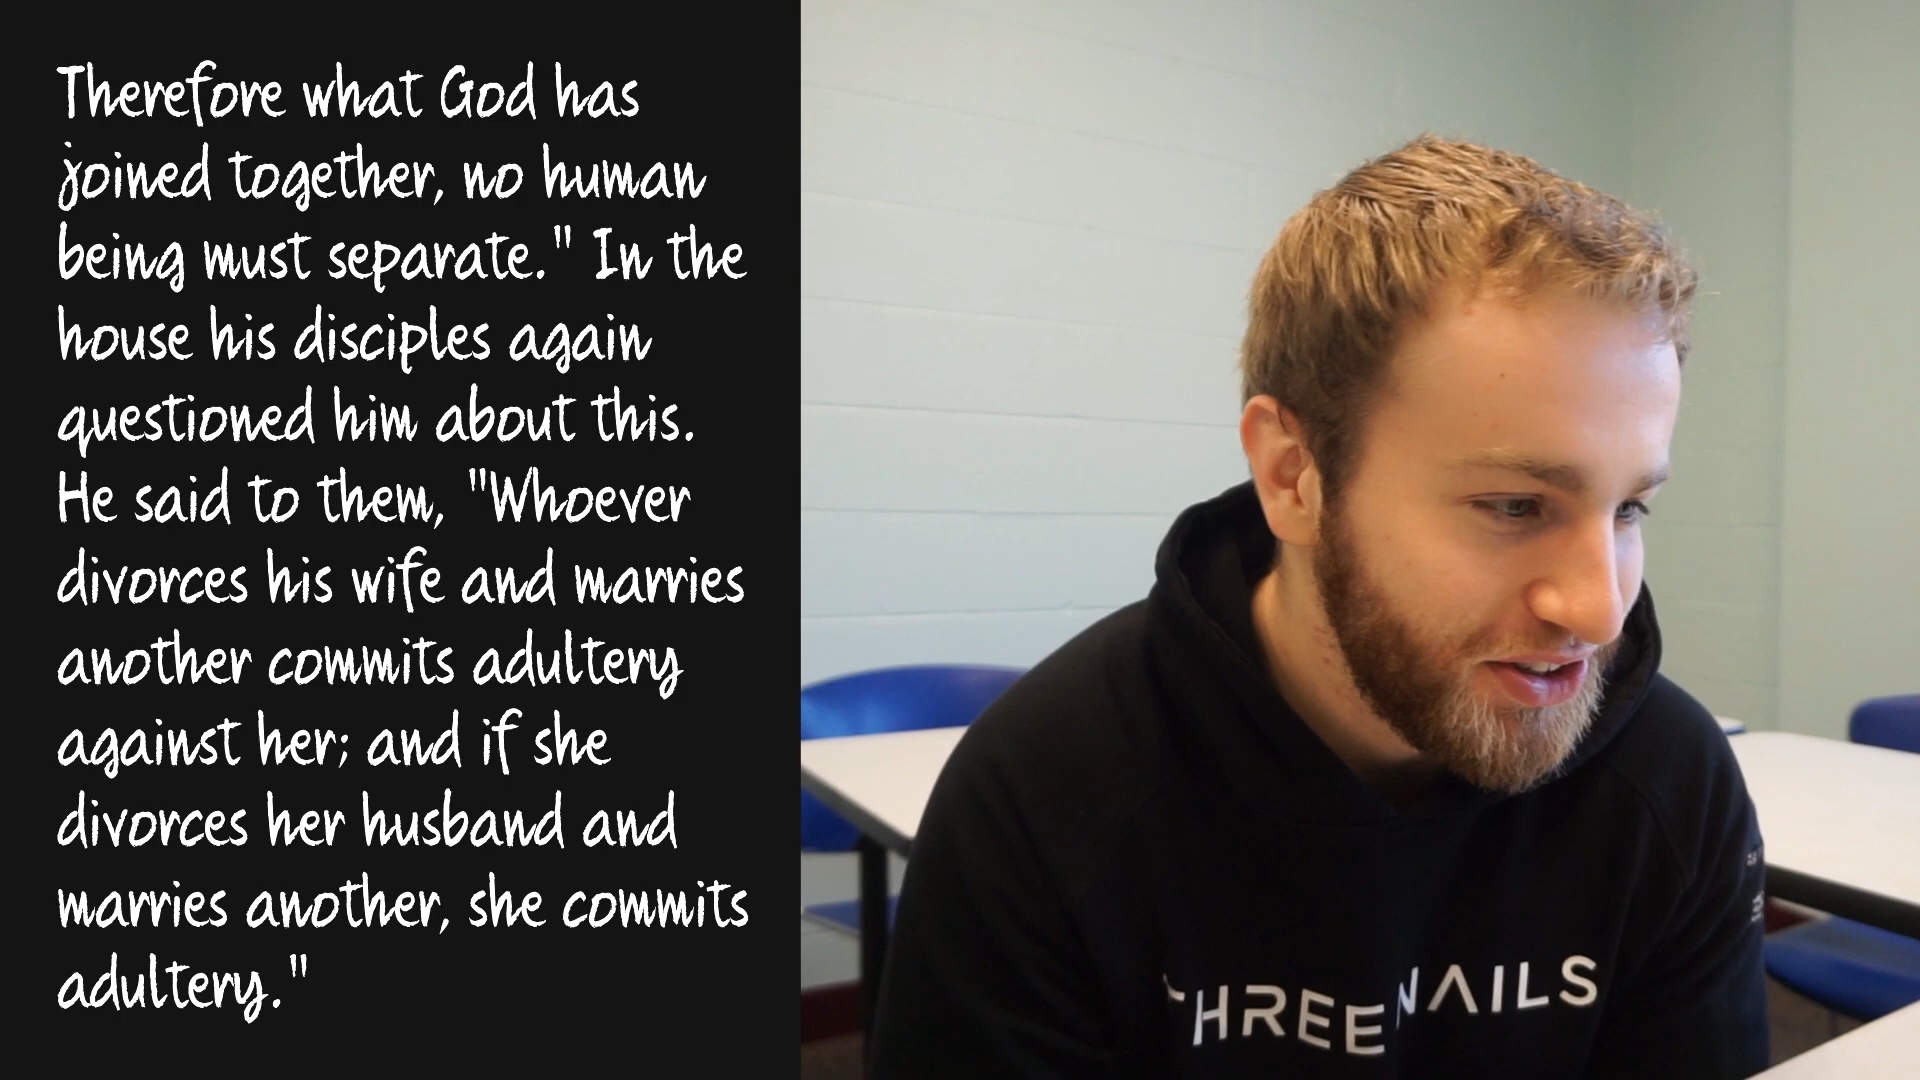 Therefore what God has
joined together, no human
being must separate." In the
house his disciples again
questioned him about this.
He said to them, "Whoever
divorces his wife and marries
another commits adultery
against her; and if she
divorces her husband and
marries another, she commits
adultery."
THREE NAILS